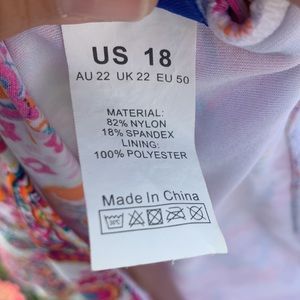 US 18
AU 22 UK 22 EU 50
MATERIAL:
82% NYLON
18% SPANDEX
LINING:
100% POLYESTER
Made In China